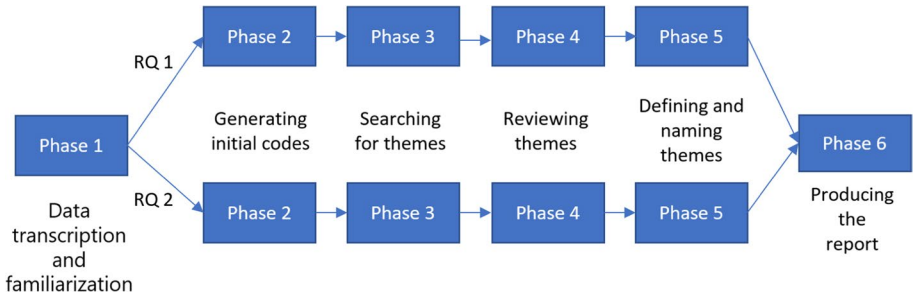 Phase 2
Phase 3
Phase 4
Phase 5
RQ 1
Generating
initial codes
Searching
for themes
Reviewing
themes
Defining and
naming
themes
Phase 1
Phase 6
RQ 2
Phase 2
Phase 3
Phase 4
Phase 5
Data
transcription
and
familiarization
Producing
the
report